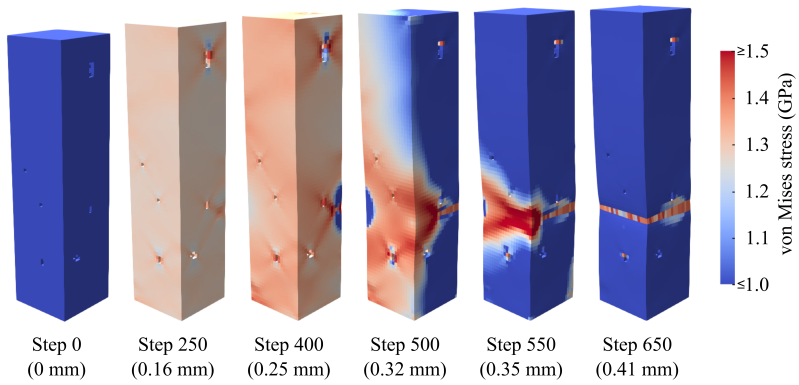 ≥1.5
1.4
1.3
1.2
1.1
≤1.0
von Mises stress (GPa)
Step 0
(0 mm)
Step 250
(0.16 mm)
Step 400
(0.25 mm)
Step 500
(0.32 mm)
Step 550
(0.35 mm)
Step 650
(0.41 mm)